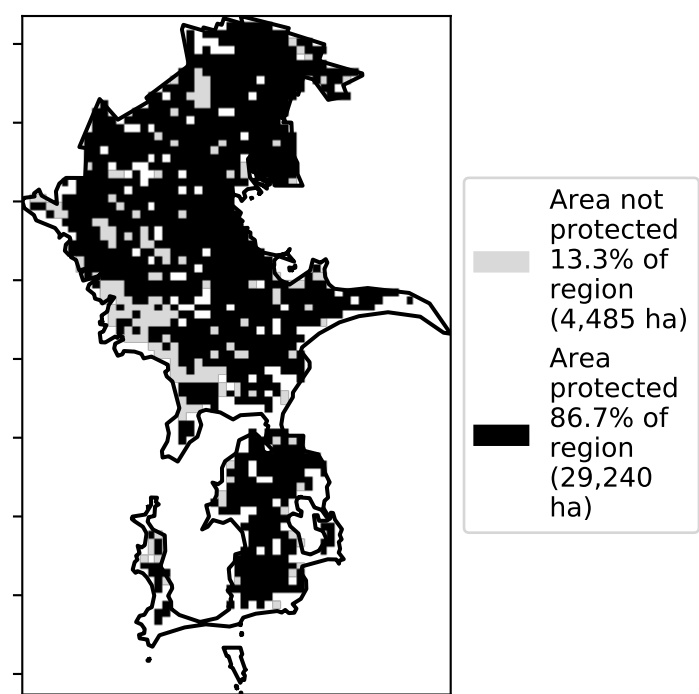 Area not
protected
13.3% of
region
(4,485 ha)
Area
protected
86.7% of
region
(29,240
ha)